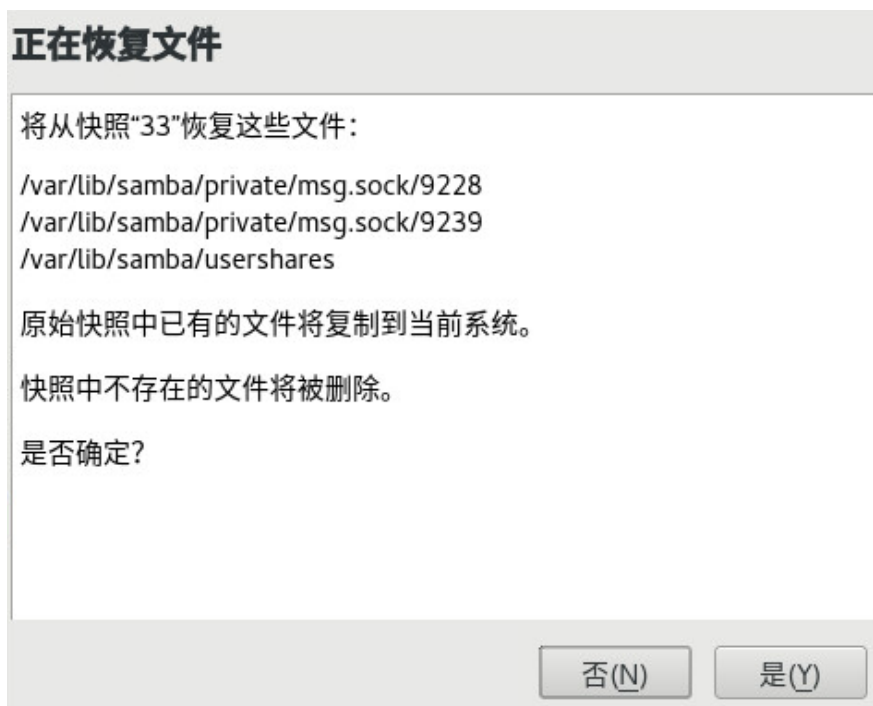 正在恢复文件
将从快照“33”恢复这些文件：
/var/lib/samba/private/msg.sock/9228
/var/lib/samba/private/msg.sock/9239
/var/lib/samba/usershares
原始快照中已有的文件将复制到当前系统。
快照中不存在的文件将被删除。
是否确定？
否(N) 是(Y)